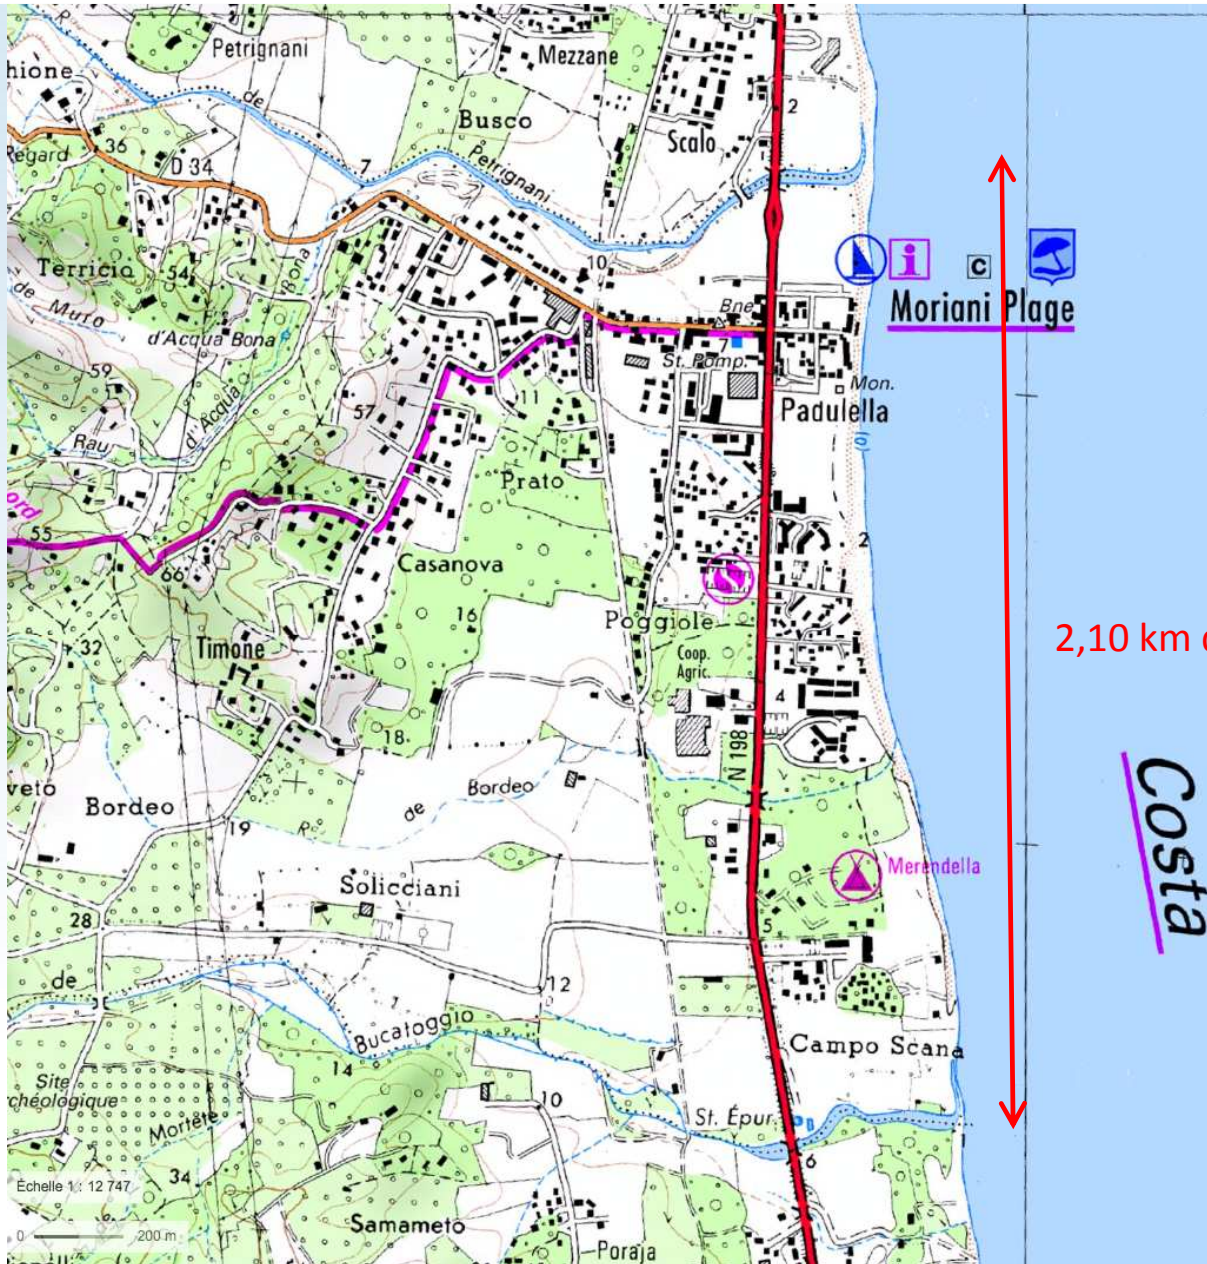 Petrignani
Mezzane
hione
de
Busco
2
Scalo
36
Regard
D 34
7
Petrignani
Terricio
54
Bona
10
C
Moriani Plage
de Muro
d'Acqua Bona
Bne
7
St. Pomp.
59
57
11
Mon.
Padulella
Rau
d'Acqua
Prato
ord
55
2
66
Casanova
16
Poggiole
32
Timone
Coop.
Agric.
2,10 km
4
18
N 198
veto
Bordeo
de
Bordeo
Costa
19
Merendella
Solicciani
28
5
de
12
Bucatoggio
Campo Scana
14
Site
rchéologique
10
St. Épur.
Mortete
6
34
Échelle 1 : 12 747
0
200 m
Samameto
Poraja